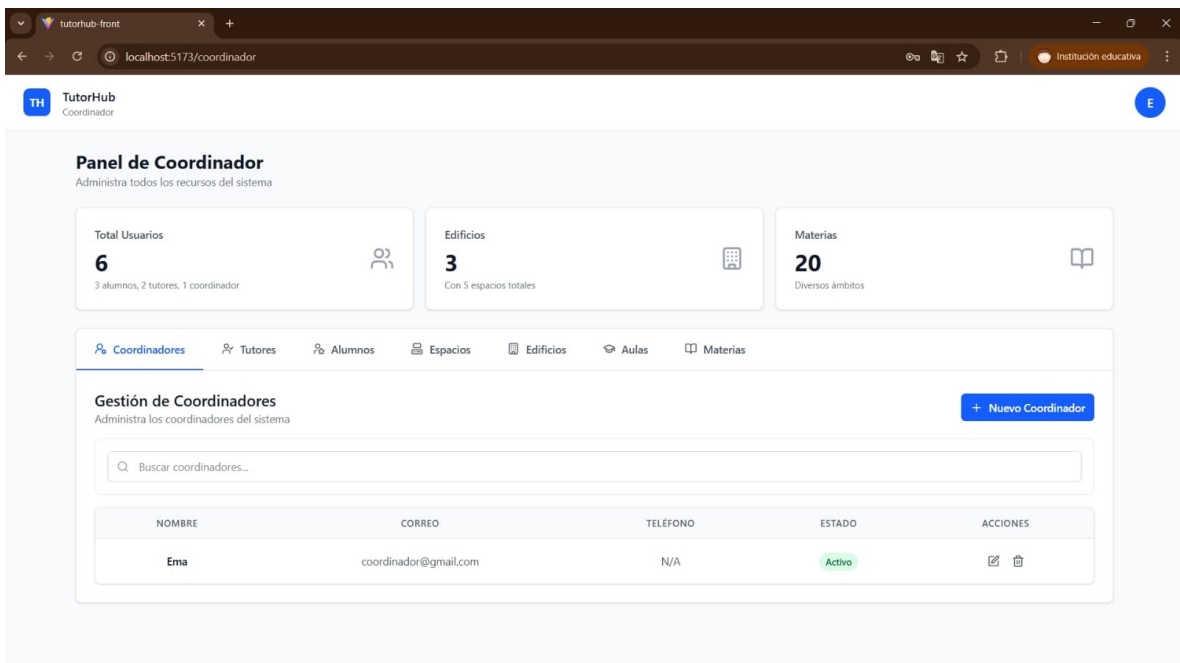 tutorhub-front
localhost:5173/coordinador
Institución educativa
TH
TutorHub
Coordinador
E
Panel de Coordinador
Administra todos los recursos del sistema
Total Usuarios
6
3 alumnos, 2 tutores, 1 coordinador
Edificios
3
Con 5 espacios totales
Materias
20
Diversos ámbitos
Coordinadores Tutores Alumnos Espacios Edificios Aulas Materias
Gestión de Coordinadores
Administra los coordinadores del sistema
+ Nuevo Coordinador
Buscar coordinadores...
NOMBRE CORREO TELÉFONO ESTADO ACCIONES
Ema coordinador@gmail.com N/A Activo